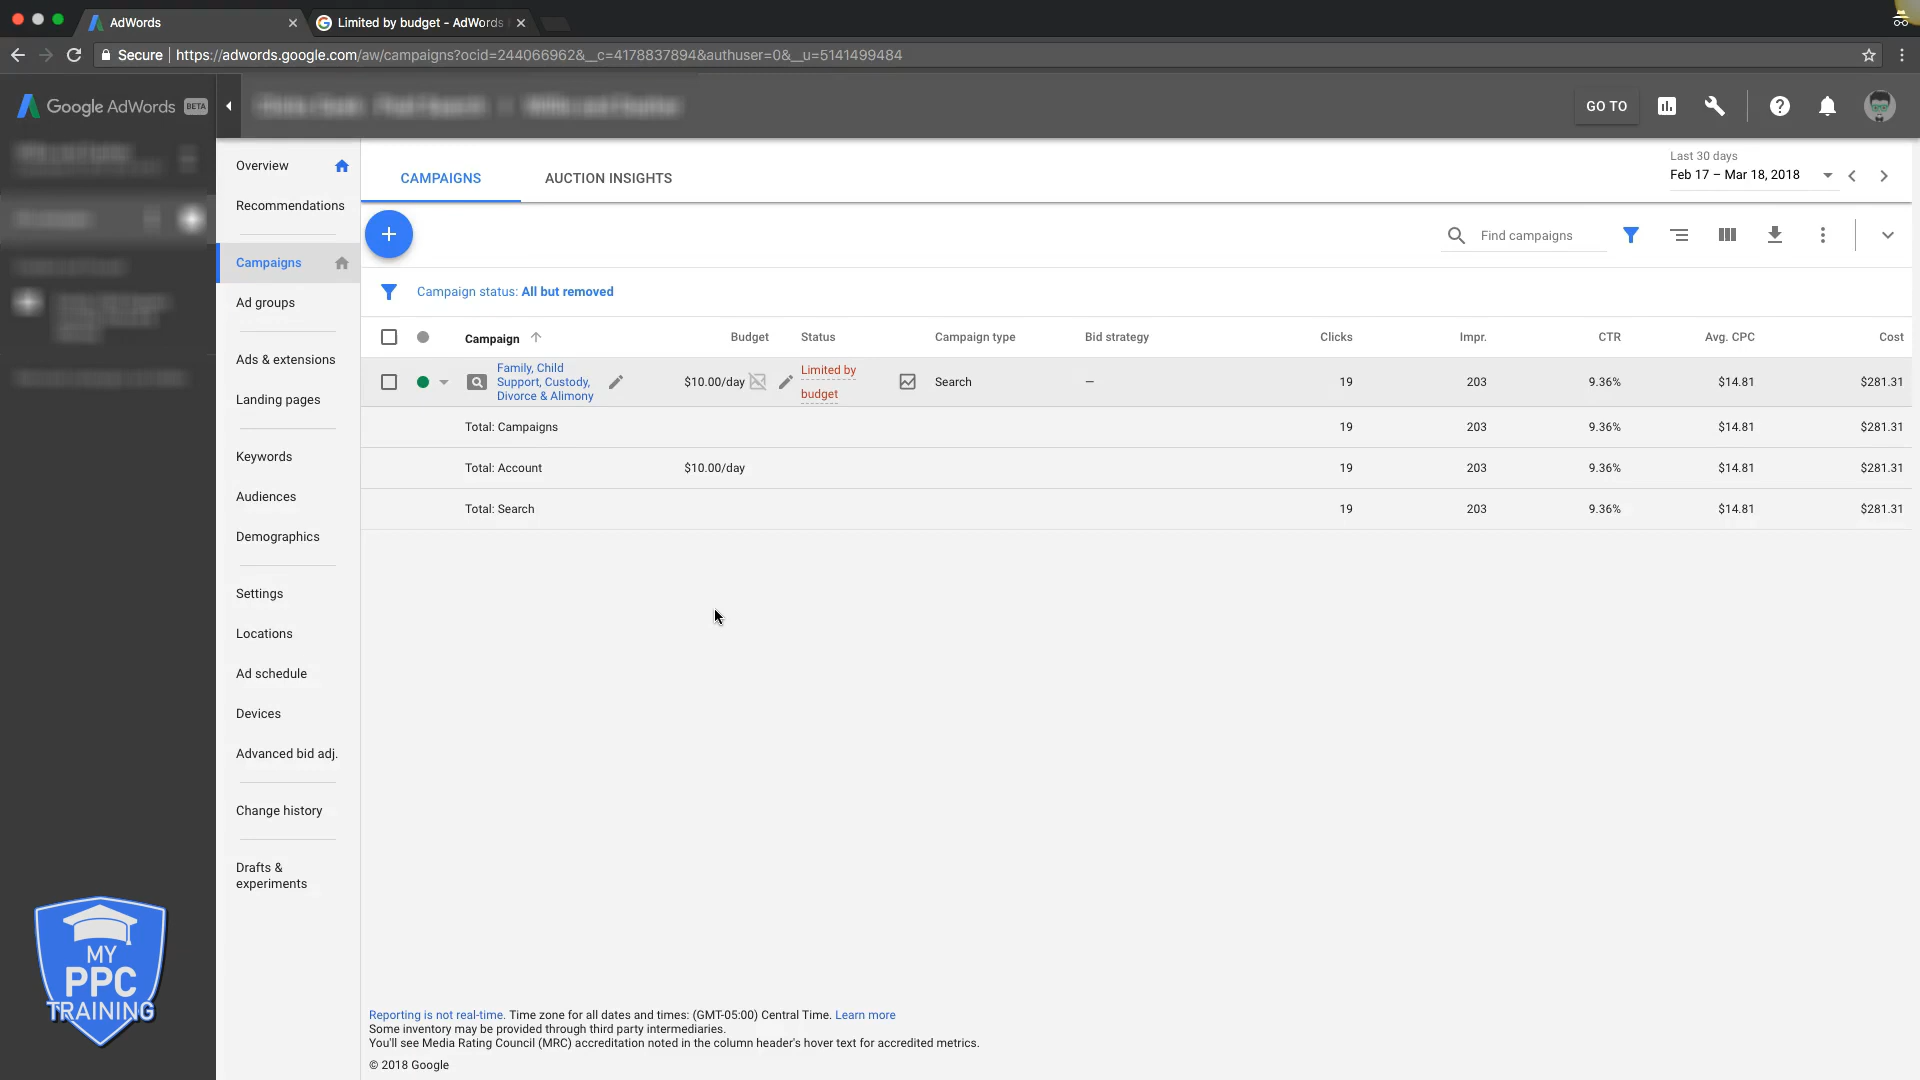 AdWords
Limited by budget - AdWords
Secure https://adwords.google.com/aw/campaigns?ocid=244066962&__c=4178837894&authuser=0&__u=5141499484
Google AdWords BETA
GO TO
Overview
Recommendations
Campaigns
Ad groups
Ads & extensions
Landing pages
Keywords
Audiences
Demographics
Settings
Locations
Ad schedule
Devices
Advanced bid adj.
Change history
Drafts &
experiments
CAMPAIGNS AUCTION INSIGHTS
Last 30 days
Feb 17 – Mar 18, 2018
Find campaigns
Campaign status: All but removed
Campaign Budget Status Campaign type Bid strategy Clicks Impr. CTR Avg. CPC Cost
Family, Child
Support, Custody,
Divorce & Alimony
$10.00/day
Limited by
budget
Search – 19 203 9.36% $14.81 $281.31
Total: Campaigns 19 203 9.36% $14.81 $281.31
Total: Account $10.00/day 19 203 9.36% $14.81 $281.31
Total: Search 19 203 9.36% $14.81 $281.31
MY
PPC
TRAINING
Reporting is not real-time. Time zone for all dates and times: (GMT-05:00) Central Time. Learn more
Some inventory may be provided through third party intermediaries.
You'll see Media Rating Council (MRC) accreditation noted in the column header's hover text for accredited metrics.
© 2018 Google